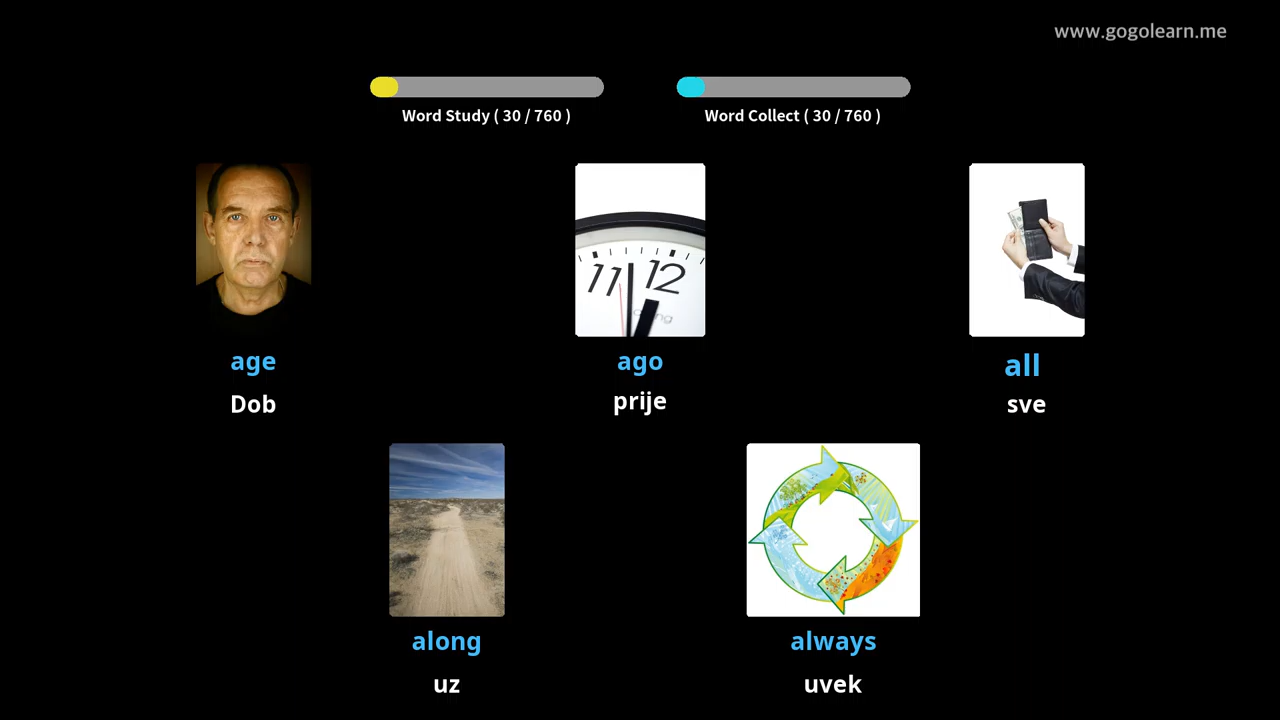 www.gogolearn.me
Word Study ( 30 / 760 )
Word Collect ( 30 / 760 )
11 12
age
Dob
ago
prije
all
sve
along
uz
always
uvek